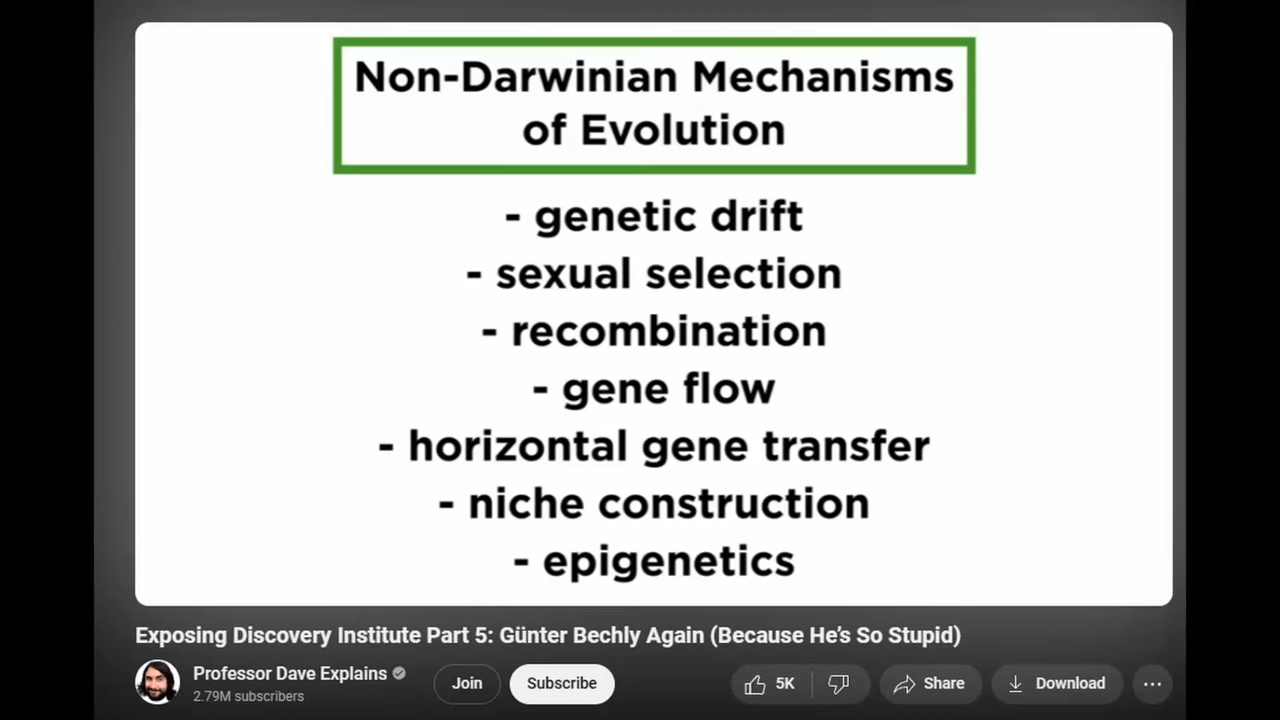 Non-Darwinian Mechanisms
of Evolution
- genetic drift
- sexual selection
- recombination
- gene flow
- horizontal gene transfer
- niche construction
- epigenetics
Exposing Discovery Institute Part 5: Günter Bechly Again (Because He's So Stupid)
Professor Dave Explains
2.79M subscribers
Join
Subscribe
5K
Share
Download